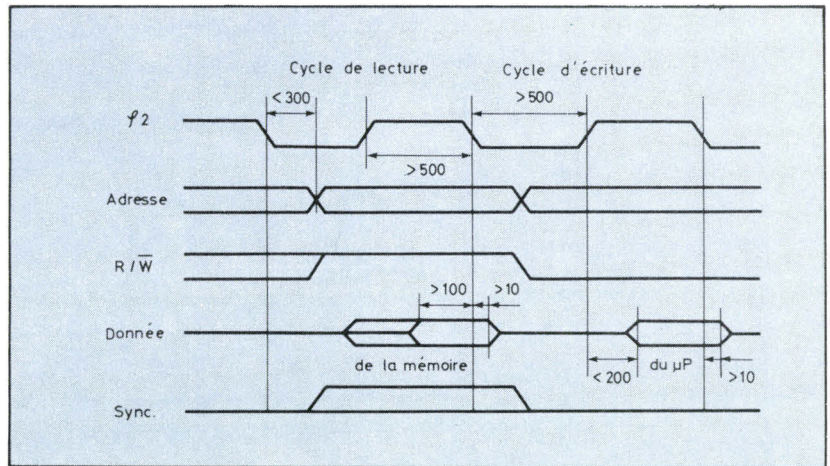 Cycle de lecture Cycle d'écriture
<300 >500
φ2
>500
Adresse
R/W̅
>100 >10
Donnée
de la mémoire du µP
<200 >10
Sync.